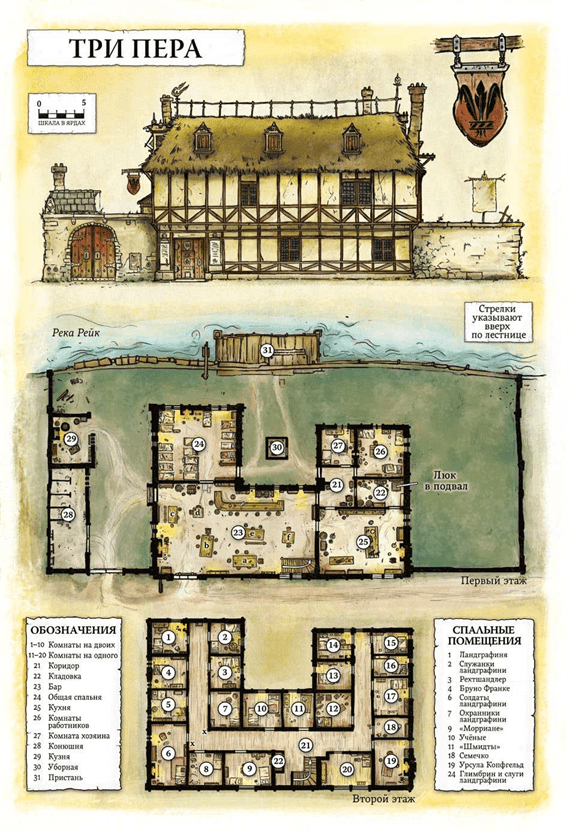 ТРИ ПЕРА
0 5
ШКАЛА В ЯРДАХ
Река Рейк
Стрелки
указывают
вверх
по лестнице
31
29
24
30
27
26
28
21
22
Люк
в подвал
23
25
c
d
b
a
e
f
Первый этаж
ОБОЗНАЧЕНИЯ
1–10 Комнаты на двоих
11–20 Комнаты на одного
21 Коридор
22 Кладовка
23 Бар
24 Общая спальня
25 Кухня
26 Комнаты
работников
27 Комната хозяина
28 Конюшня
29 Кузня
30 Уборная
31 Пристань
1
2
14
15
4
3
13
16
5
7
10
11
12
17
18
6
x
x
21
8
9
22
20
19
Второй этаж
СПАЛЬНЫЕ
ПОМЕЩЕНИЯ
1 Ландграфиня
2 Служанки
ландграфини
3 Рехтшандлер
4 Бруно Франке
6 Солдаты
ландграфини
7 Охранники
ландграфини
9 «Морриане»
10 Учёные
11 «Шмидты»
18 Семечко
19 Урсула Копфгельд
24 Глимбрин и слуги
ландграфини